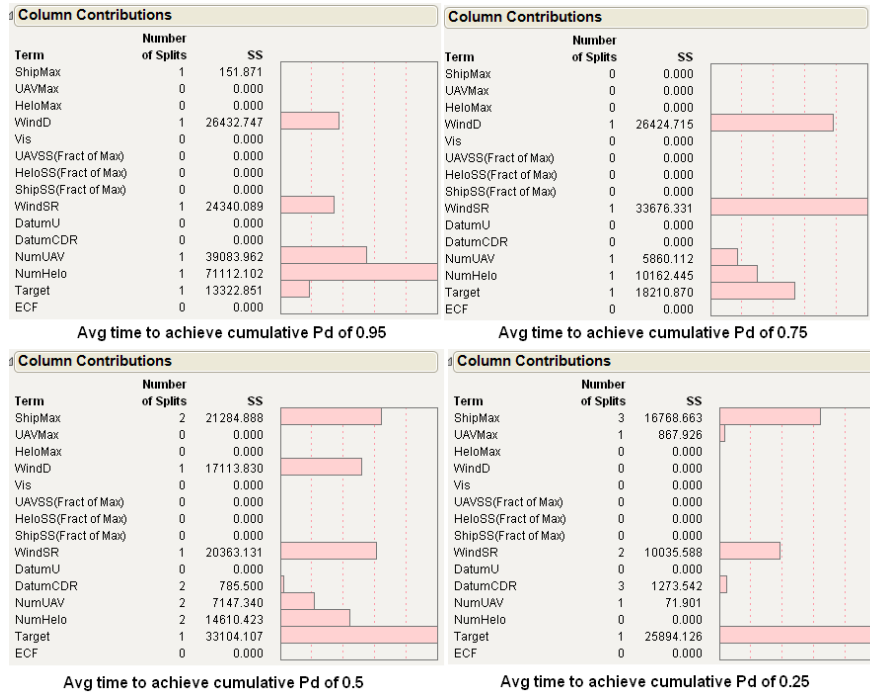 Column Contributions
Number
Term of Splits SS
ShipMax 1 151.871
UAVMax 0 0.000
HeloMax 0 0.000
WindD 1 26432.747
Vis 0 0.000
UAVSS(Fract of Max) 0 0.000
HeloSS(Fract of Max) 0 0.000
ShipSS(Fract of Max) 0 0.000
WindSR 1 24340.089
DatumU 0 0.000
DatumCDR 0 0.000
NumUAV 1 39083.962
NumHelo 1 71112.102
Target 1 13322.851
ECF 0 0.000
Avg time to achieve cumulative Pd of 0.95
Column Contributions
Number
Term of Splits SS
ShipMax 0 0.000
UAVMax 0 0.000
HeloMax 0 0.000
WindD 1 26424.715
Vis 0 0.000
UAVSS(Fract of Max) 0 0.000
HeloSS(Fract of Max) 0 0.000
ShipSS(Fract of Max) 0 0.000
WindSR 1 33676.331
DatumU 0 0.000
DatumCDR 0 0.000
NumUAV 1 5860.112
NumHelo 1 10162.445
Target 1 18210.870
ECF 0 0.000
Avg time to achieve cumulative Pd of 0.75
Column Contributions
Number
Term of Splits SS
ShipMax 2 21284.888
UAVMax 0 0.000
HeloMax 0 0.000
WindD 1 17113.830
Vis 0 0.000
UAVSS(Fract of Max) 0 0.000
HeloSS(Fract of Max) 0 0.000
ShipSS(Fract of Max) 0 0.000
WindSR 1 20363.131
DatumU 0 0.000
DatumCDR 2 785.500
NumUAV 2 7147.340
NumHelo 2 14610.423
Target 1 33104.107
ECF 0 0.000
Avg time to achieve cumulative Pd of 0.5
Column Contributions
Number
Term of Splits SS
ShipMax 3 16768.663
UAVMax 1 867.926
HeloMax 0 0.000
WindD 0 0.000
Vis 0 0.000
UAVSS(Fract of Max) 0 0.000
HeloSS(Fract of Max) 0 0.000
ShipSS(Fract of Max) 0 0.000
WindSR 2 10035.588
DatumU 0 0.000
DatumCDR 3 1273.542
NumUAV 1 71.901
NumHelo 0 0.000
Target 1 25894.126
ECF 0 0.000
Avg time to achieve cumulative Pd of 0.25